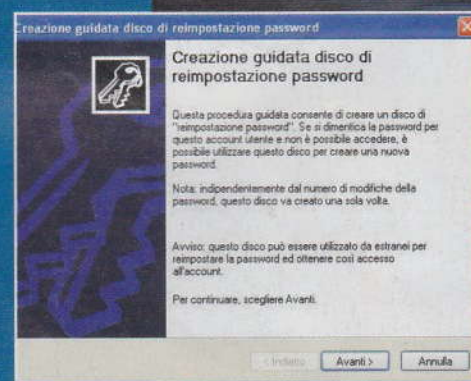 Creazione guidata disco di reimpostazione password
Creazione guidata disco di
reimpostazione password
Questa procedura guidata consente di creare un disco di
"reimpostazione password". Se si dimentica la password per
questo account utente e non è possibile accedere, è
possibile utilizzare questo disco per creare una nuova
password.
Nota: indipendentemente dal numero di modifiche della
password, questo disco va creato una sola volta.
Avviso: questo disco può essere utilizzato da estranei per
reimpostare la password ed ottenere così accesso
all'account.
Per continuare, scegliere Avanti.
< Indietro Avanti > Annulla